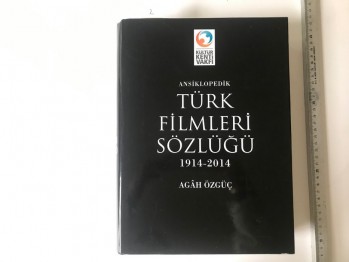 KÜLTÜR
KENTİ
VAKFI
ANSİKLOPEDİK
TÜRK
FİLMLERİ
SÖZLÜĞÜ
1914-2014
AGÂH ÖZGÜÇ